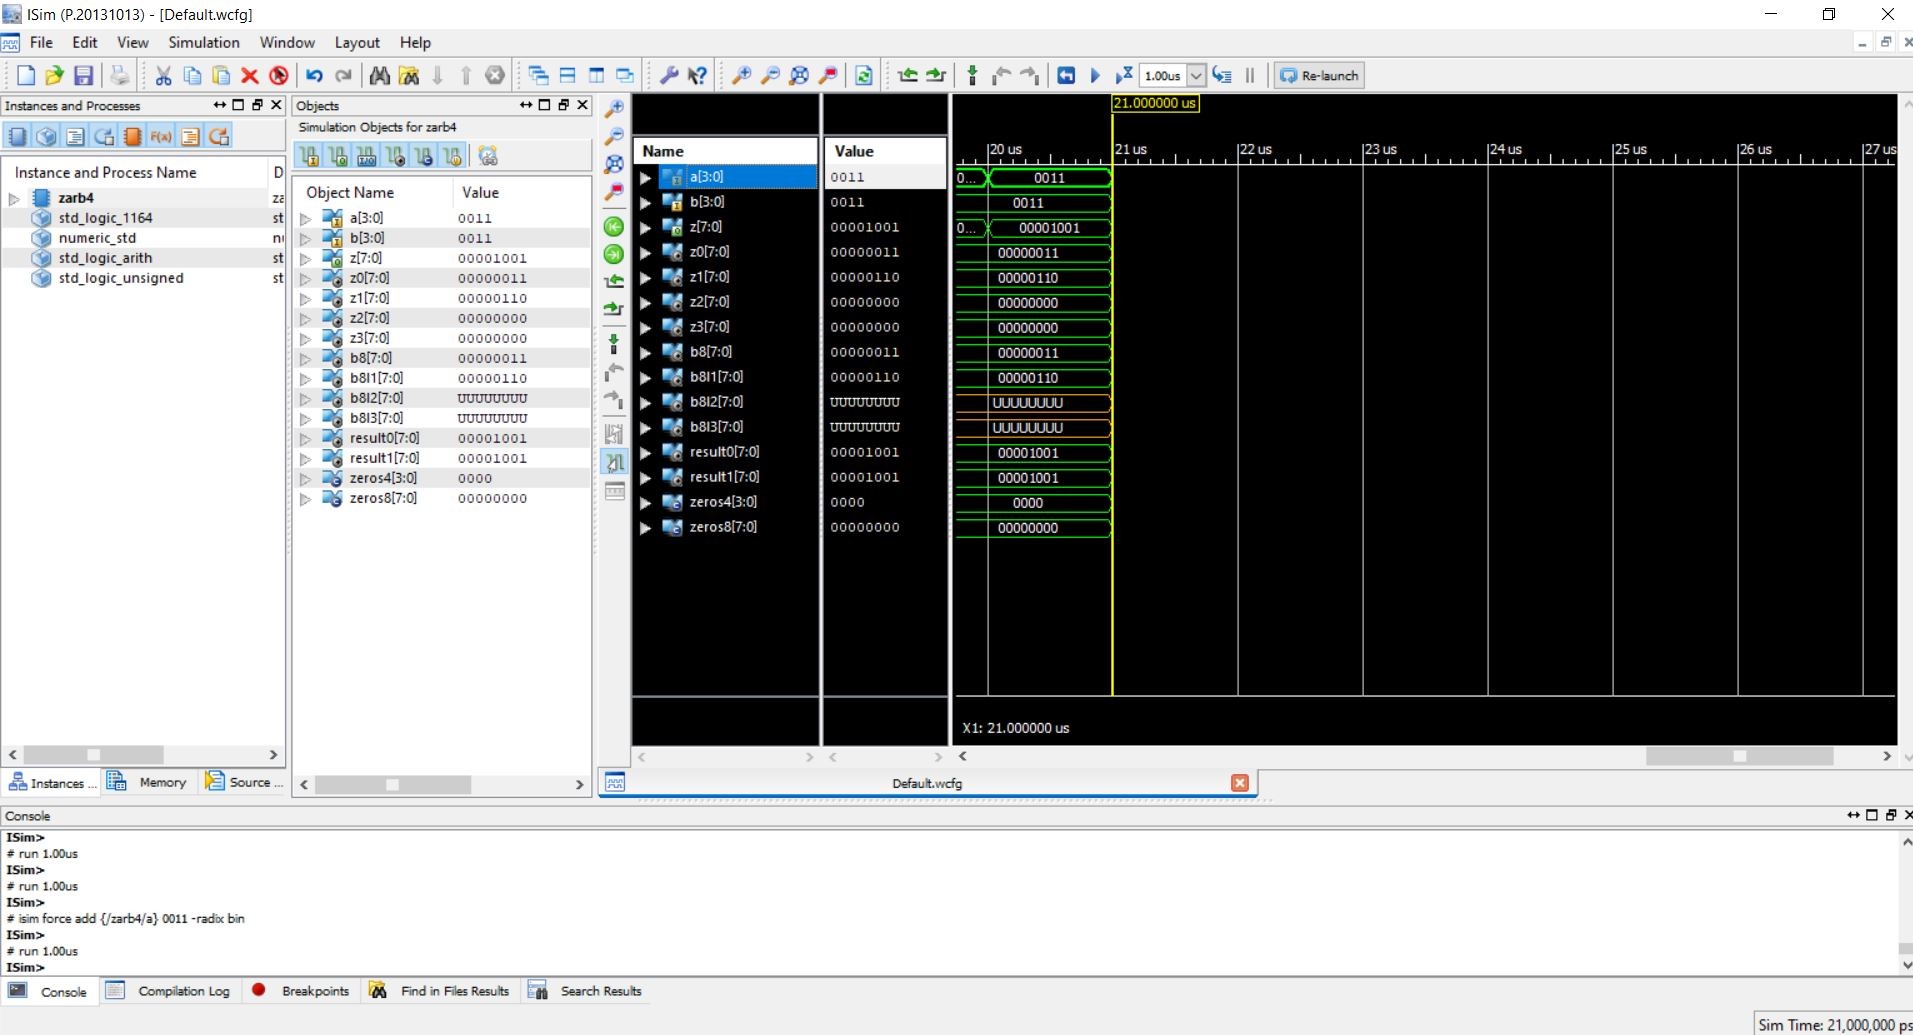 ISim (P.20131013) - [Default.wcfg]
File Edit View Simulation Window Layout Help
1.00us Re-launch
Instances and Processes
F(x)
Instance and Process Name D
zarb4 za
std_logic_1164 st
numeric_std nu
std_logic_arith st
std_logic_unsigned st
Instances ... Memory Source ...
Objects
Simulation Objects for zarb4
Object Name Value
a[3:0] 0011
b[3:0] 0011
z[7:0] 00001001
z0[7:0] 00000011
z1[7:0] 00000110
z2[7:0] 00000000
z3[7:0] 00000000
b8[7:0] 00000011
b8l1[7:0] 00000110
b8l2[7:0] UUUUUUUU
b8l3[7:0] UUUUUUUU
result0[7:0] 00001001
result1[7:0] 00001001
zeros4[3:0] 0000
zeros8[7:0] 00000000
21.000000 us
Name Value
20 us 21 us 22 us 23 us 24 us 25 us 26 us 27 us
a[3:0] 0011 0... 0011
b[3:0] 0011 0011
z[7:0] 00001001 0... 00001001
z0[7:0] 00000011 00000011
z1[7:0] 00000110 00000110
z2[7:0] 00000000 00000000
z3[7:0] 00000000 00000000
b8[7:0] 00000011 00000011
b8l1[7:0] 00000110 00000110
b8l2[7:0] UUUUUUUU UUUUUUUU
b8l3[7:0] UUUUUUUU UUUUUUUU
result0[7:0] 00001001 00001001
result1[7:0] 00001001 00001001
zeros4[3:0] 0000 0000
zeros8[7:0] 00000000 00000000
X1: 21.000000 us
Default.wcfg
Console
ISim>
# run 1.00us
ISim>
# run 1.00us
ISim>
# isim force add {/zarb4/a} 0011 -radix bin
ISim>
# run 1.00us
ISim>
Console Compilation Log Breakpoints Find in Files Results Search Results
Sim Time: 21,000,000 ps